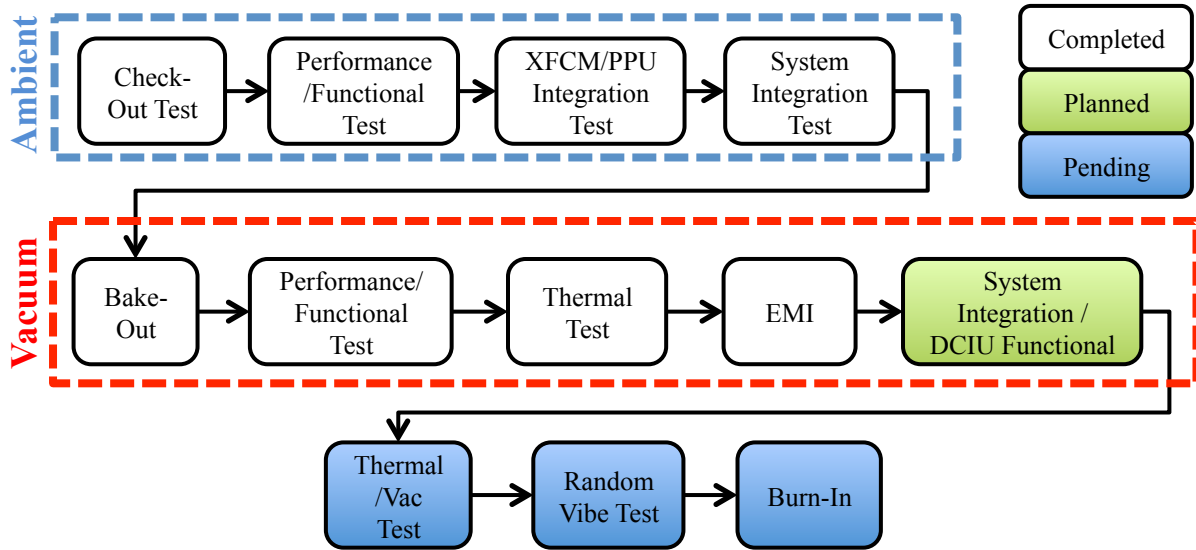 Ambient
Check-
Out Test
Performance
/Functional
Test
XFCM/PPU
Integration
Test
System
Integration
Test
Completed
Planned
Pending
Vacuum
Bake-
Out
Performance/
Functional
Test
Thermal
Test
EMI
System
Integration /
DCIU Functional
Thermal
/Vac
Test
Random
Vibe Test
Burn-In